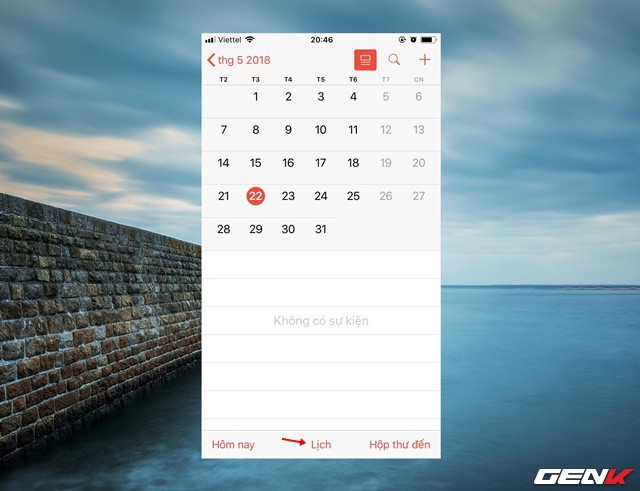 Viettel 20:46
thg 5 2018
T2 T3 T4 T5 T6 T7 CN
1 2 3 4 5 6
7 8 9 10 11 12 13
14 15 16 17 18 19 20
21 22 23 24 25 26 27
28 29 30 31
Không có sự kiện
Hôm nay Lịch Hộp thư đến
GENK